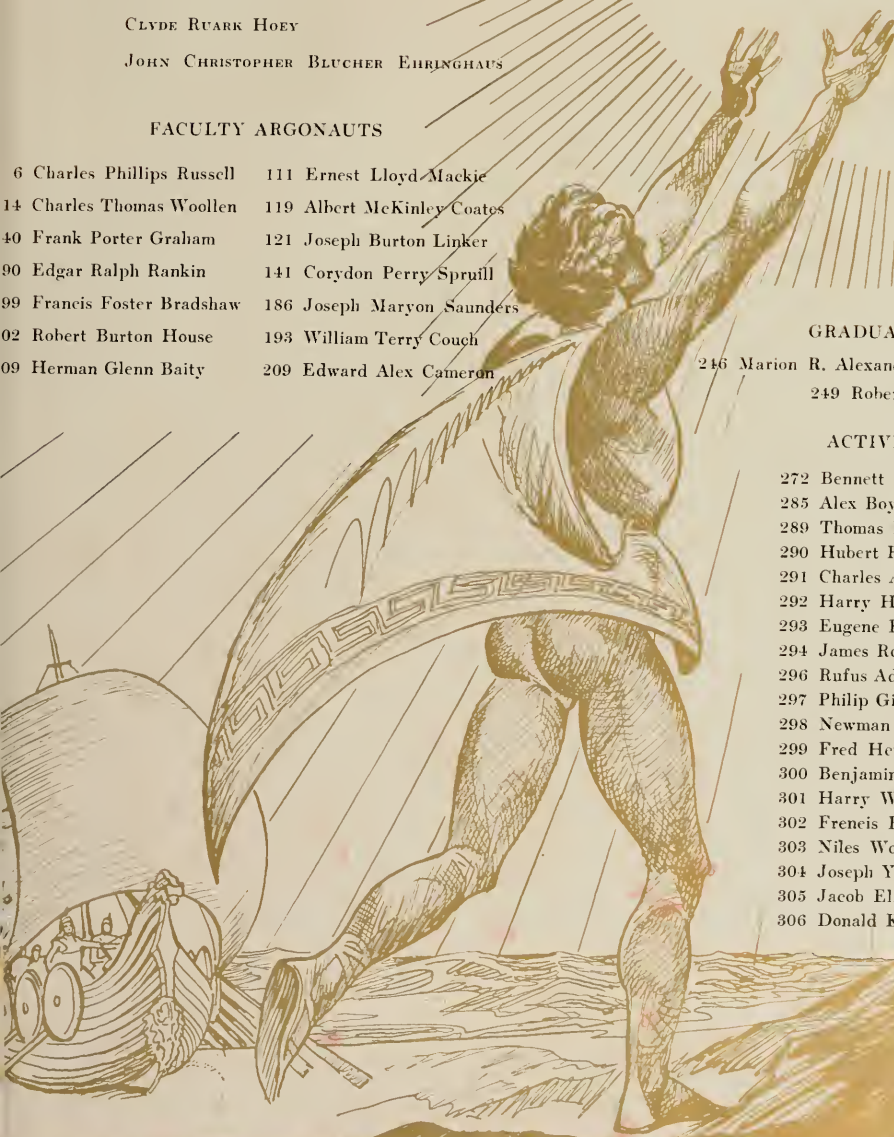 Clyde Ruark Hoey
John Christopher Blucher Ehringhaus
FACULTY ARGONAUTS
6 Charles Phillips Russell
14 Charles Thomas Woollen
40 Frank Porter Graham
90 Edgar Ralph Rankin
99 Francis Foster Bradshaw
02 Robert Burton House
09 Herman Glenn Baity
111 Ernest Lloyd Mackie
119 Albert McKinley Coates
121 Joseph Burton Linker
141 Corydon Perry Spruill
186 Joseph Maryon Saunders
193 William Terry Couch
209 Edward Alex Cameron
GRADUA
246 Marion R. Alexan
249 Rober
ACTIV
272 Bennett
285 Alex Boy
289 Thomas
290 Hubert
291 Charles
292 Harry H
293 Eugene
294 James Ro
296 Rufus Ad
297 Philip Gi
298 Newman
299 Fred He
300 Benjamin
301 Harry W
302 Freneis
303 Niles Wo
304 Joseph Y
305 Jacob El
306 Donald K